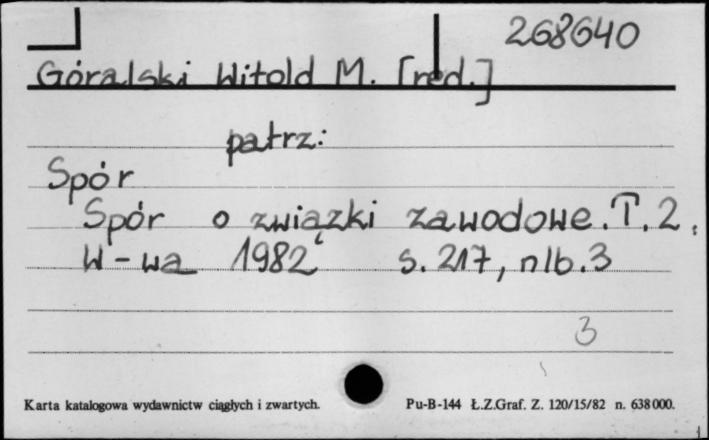 268640
Góralski Witold M. [red.]
patrz:
Spór
Spór o związki zawodowe. T. 2.
W-wa 1982 s. 217, nlb. 3
3
Karta katalogowa wydawnictw ciągłych i zwartych. Pu-B-144 Ł.Z.Graf. Z. 120/15/82 n. 638 000.